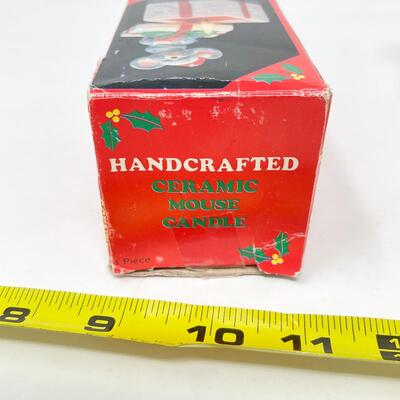 HANDCRAFTED
CERAMIC
MOUSE
CANDLE
Piece
8 9 10 11